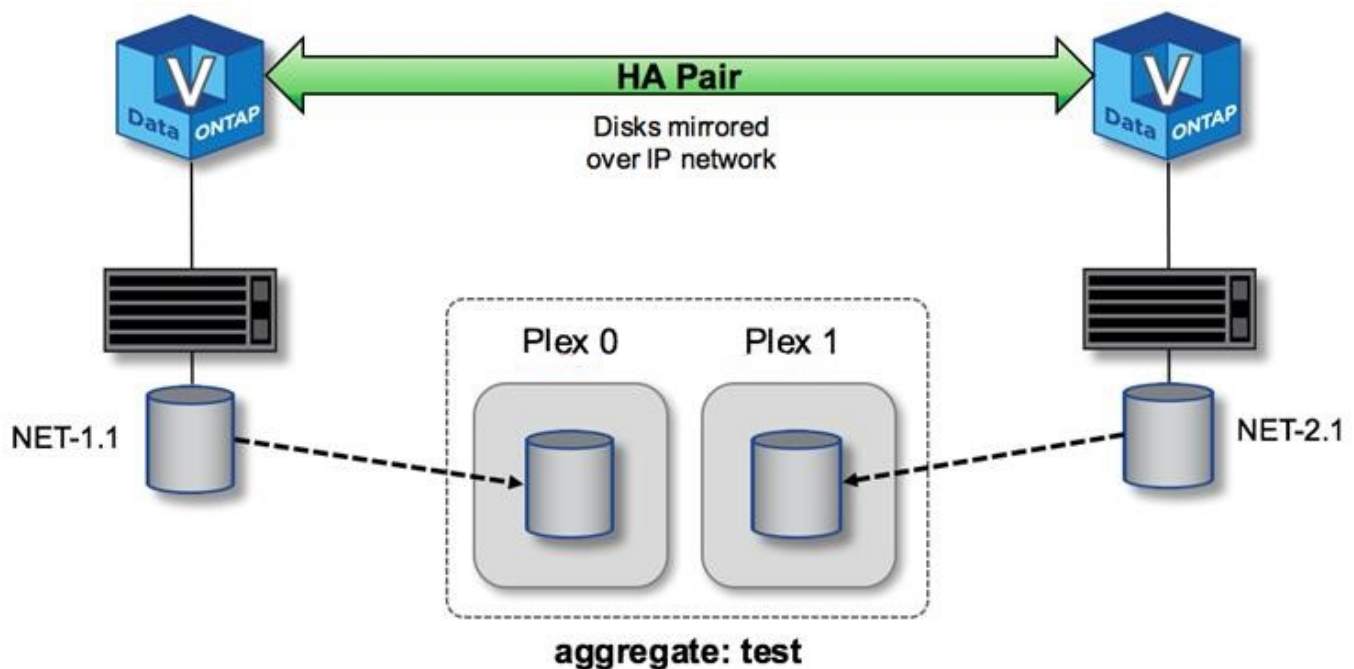 V
Data ONTAP
HA Pair
Disks mirrored
over IP network
V
Data ONTAP
Plex 0
Plex 1
NET-1.1
NET-2.1
aggregate: test